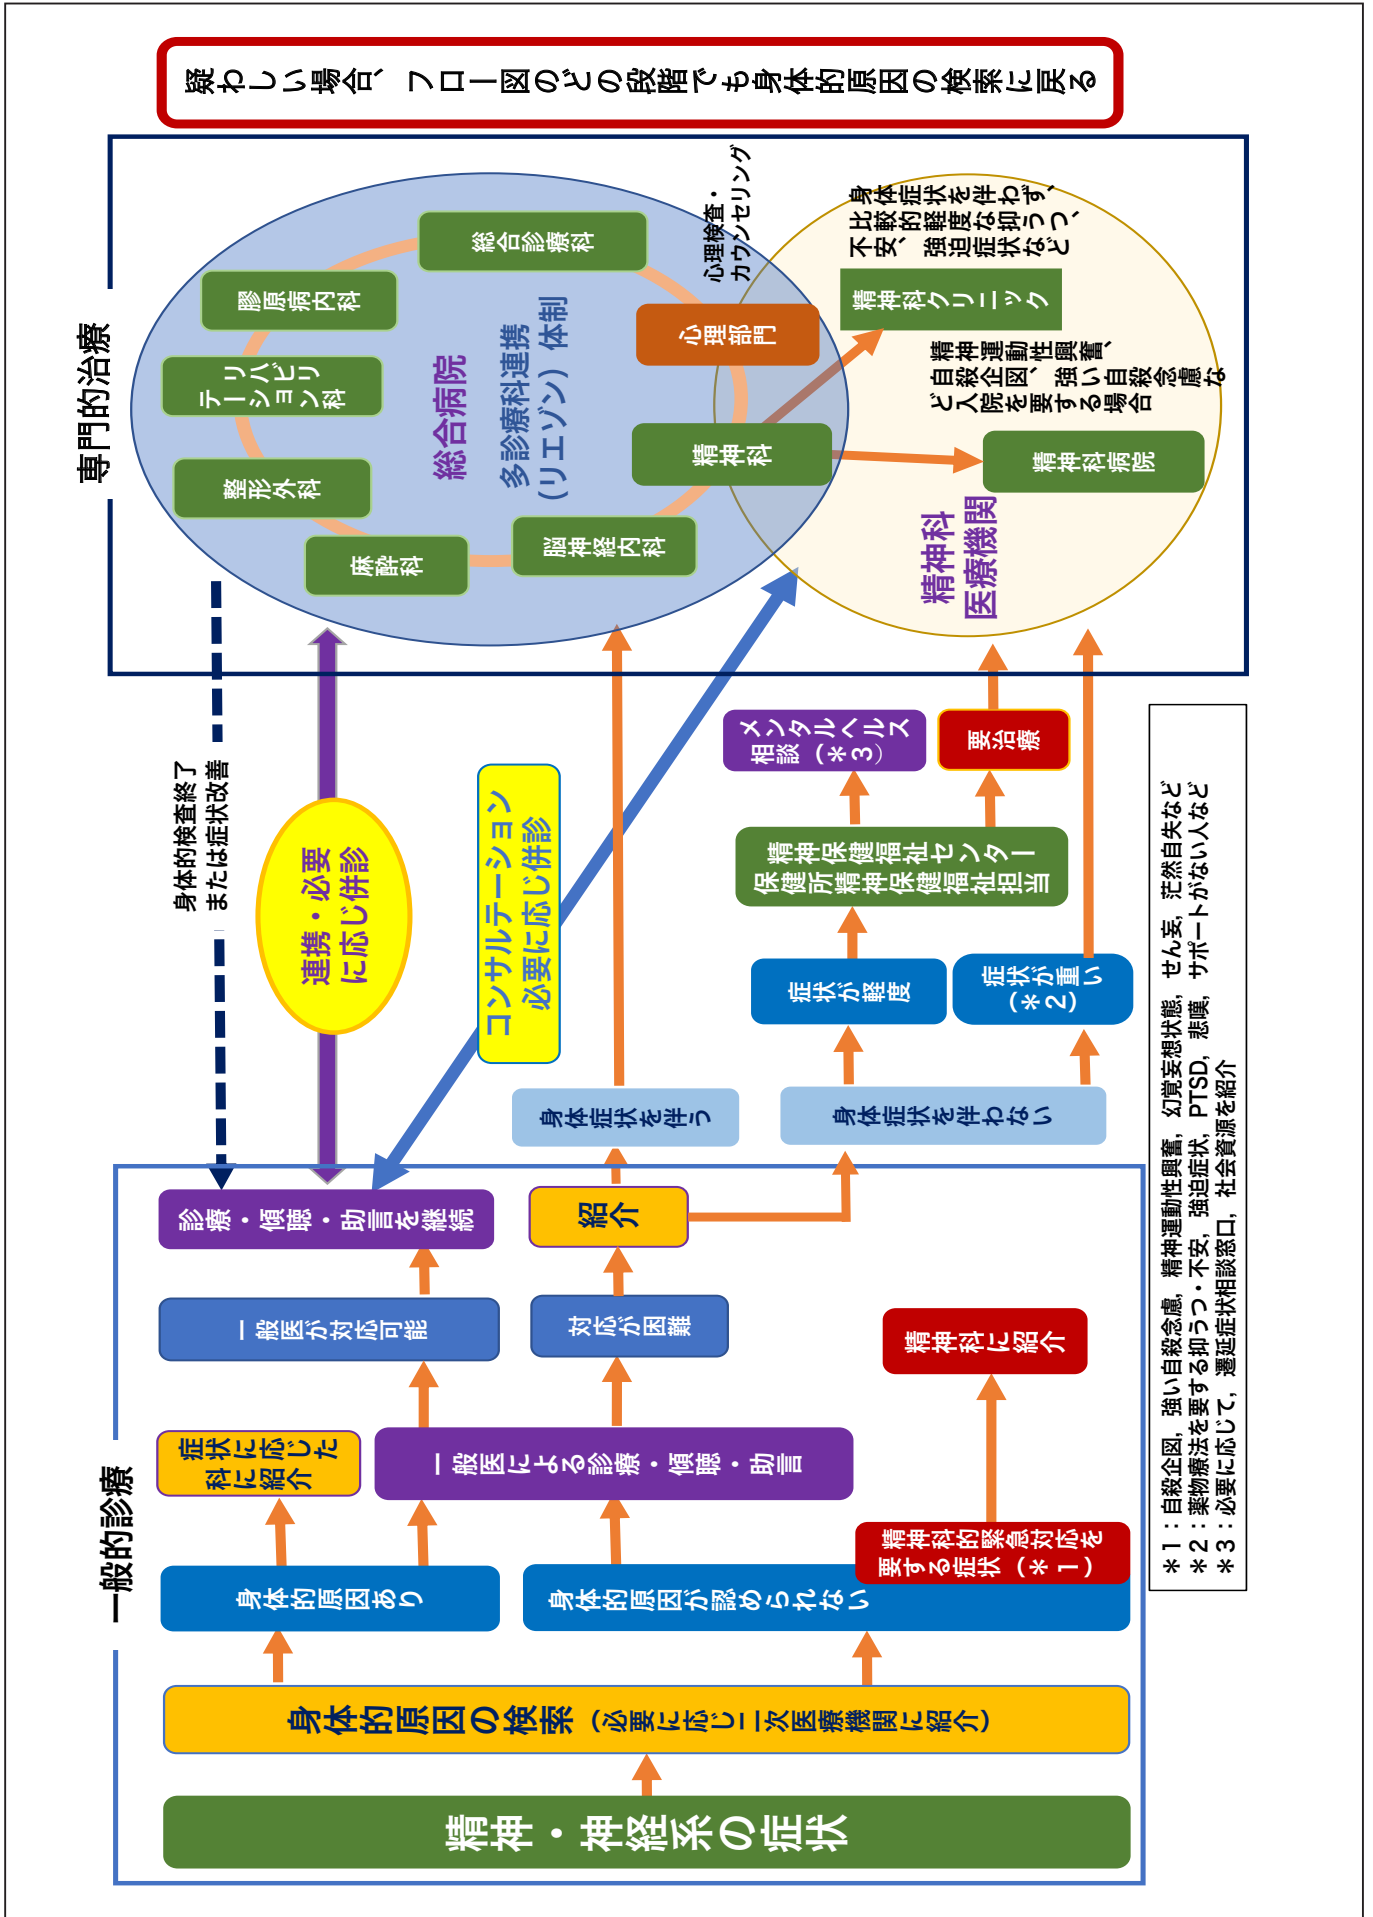 一般的診療
精神・神経系の症状
身体的原因の検索（必要に応じ二次医療機関に紹介）
身体的原因あり
身体的原因が認められない
精神科的緊急対応を
要する症状（＊１）
症状に応じた
科に紹介
一般医による診療・傾聴・助言
精神科に紹介
一般医が対応可能
対応が困難
診療・傾聴・助言を継続
紹介
身体症状を伴う
身体症状を伴わない
症状が軽度
症状が重い
（＊２）
精神保健福祉センター
保健所精神保健福祉担当
メンタルヘルス
相談（＊３）
要治療
身体的検査終了
または症状改善
連携・必要
に応じ併診
コンサルテーション
必要に応じ併診
専門的治療
総合病院
多診療科連携
（リエゾン）体制
麻酔科
整形外科
リハビリ
テーション科
膠原病内科
総合診療科
心理部門
精神科
脳神経内科
心理検査・
カウンセリング
精神科
医療機関
精神科クリニック
身体症状を伴わず、
比較的軽度な抑うつ、
不安、強迫症状など
精神科病院
精神運動性興奮、
自殺企図、強い自殺念慮な
ど入院を要する場合
疑わしい場合、フロー図のどの段階でも身体的原因の検索に戻る
＊１：自殺企図，強い自殺念慮，精神運動性興奮，幻覚妄想状態，せん妄，茫然自失など
＊２：薬物療法を要する抑うつ・不安，強迫症状，PTSD，悲嘆，サポートがない人など
＊３：必要に応じて，遷延症状相談窓口，社会資源を紹介